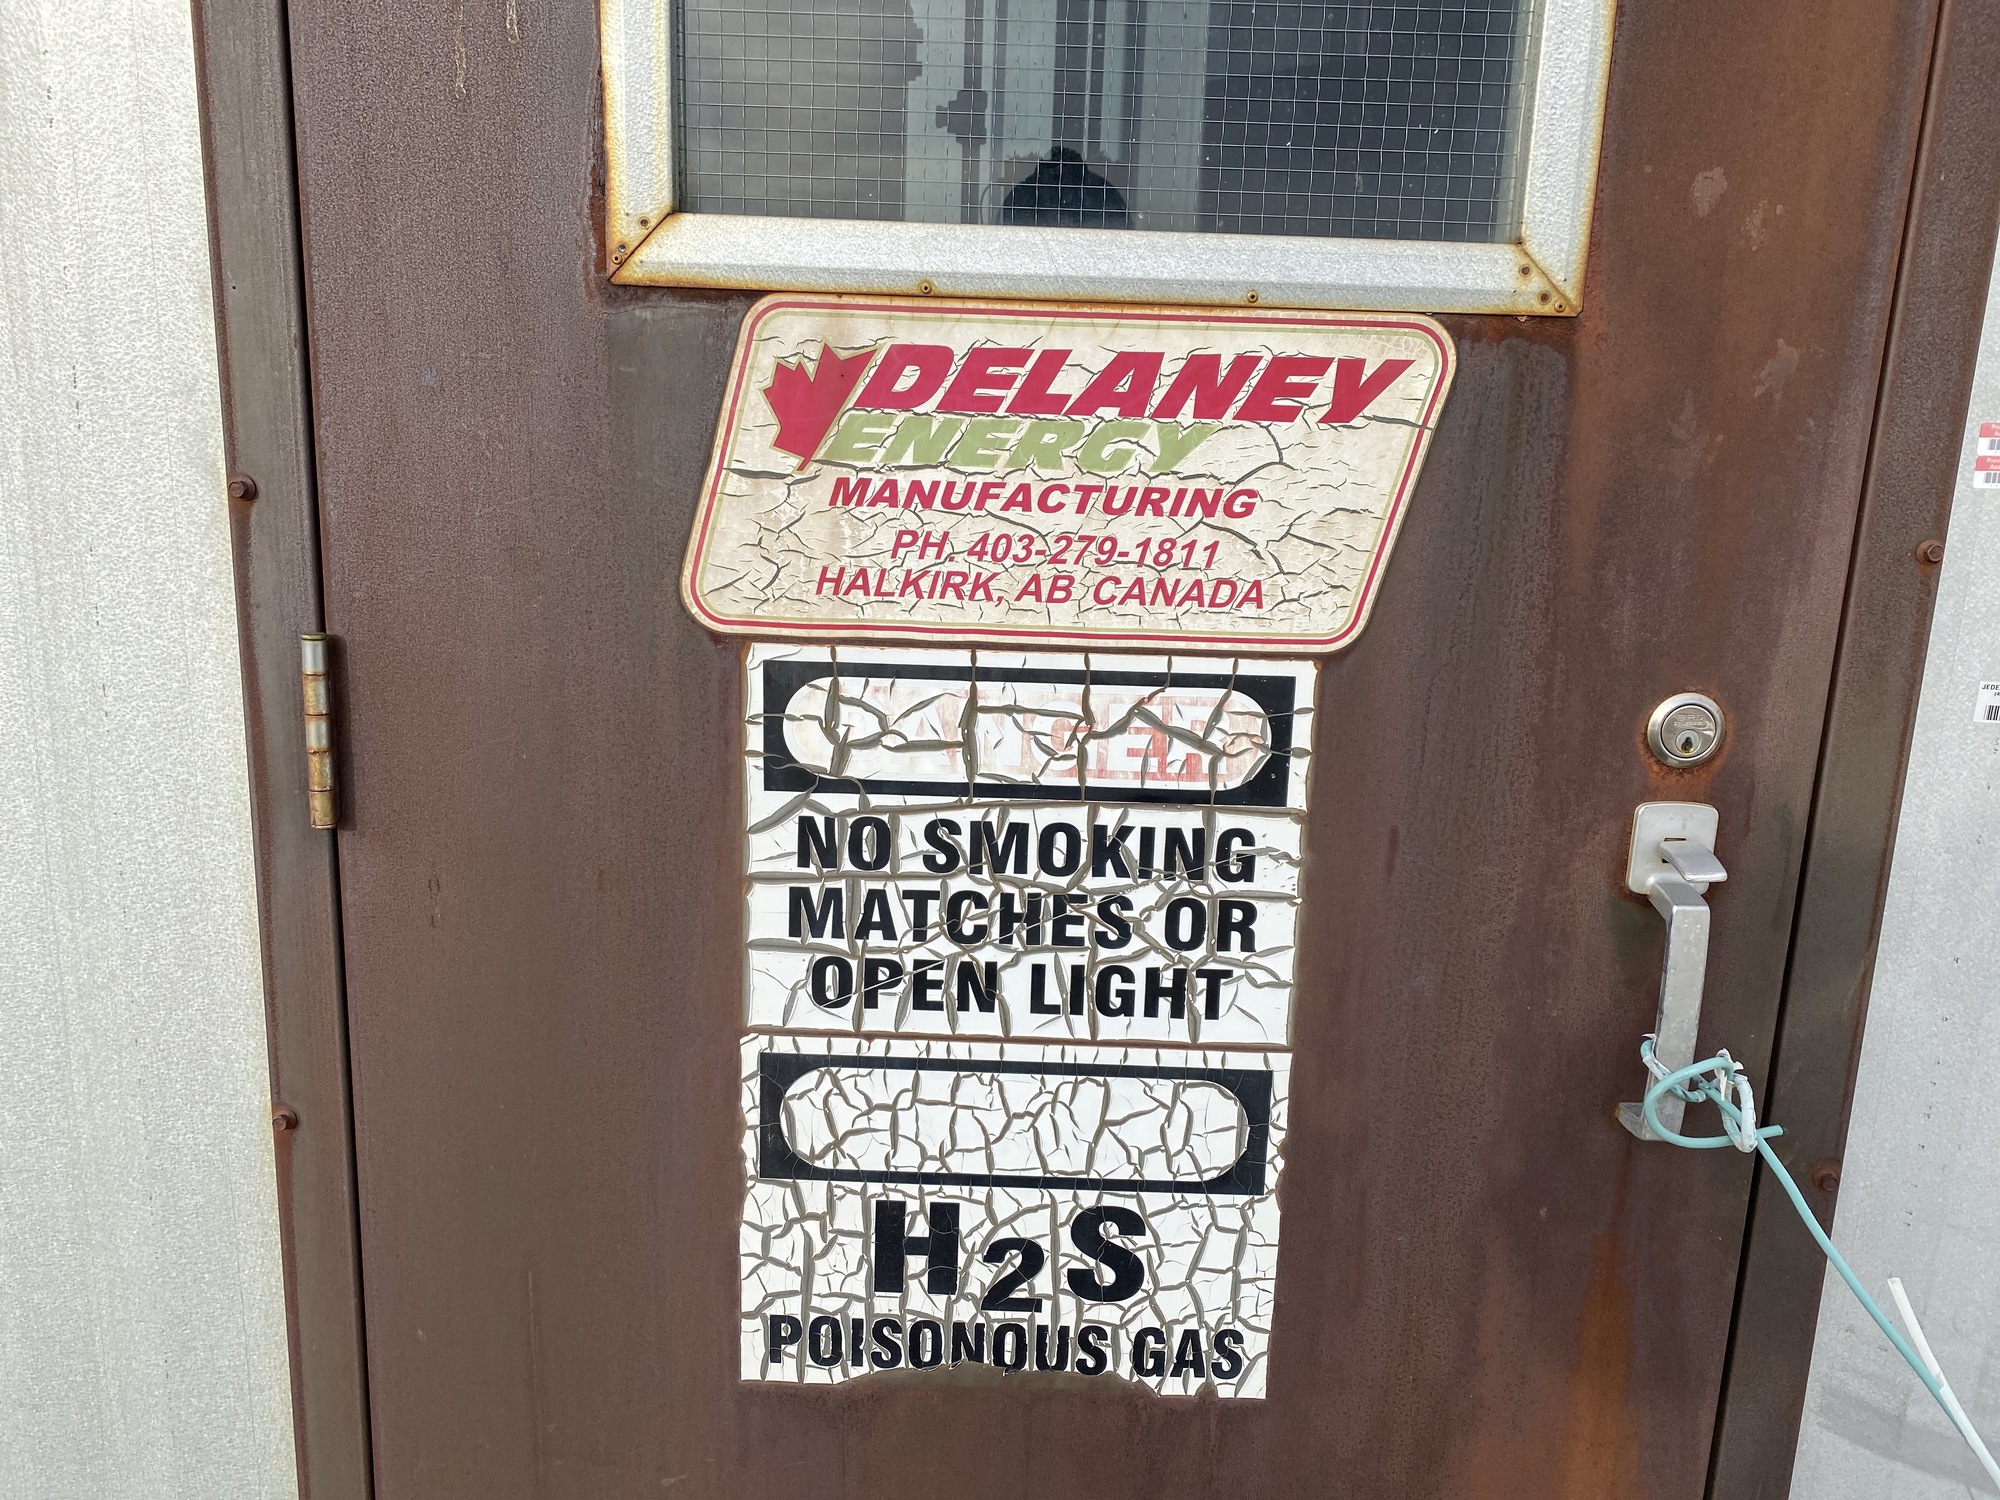 DELANEY
ENERGY
MANUFACTURING
PH. 403-279-1811
HALKIRK, AB CANADA
DANGER
NO SMOKING
MATCHES OR
OPEN LIGHT
H2S
POISONOUS GAS